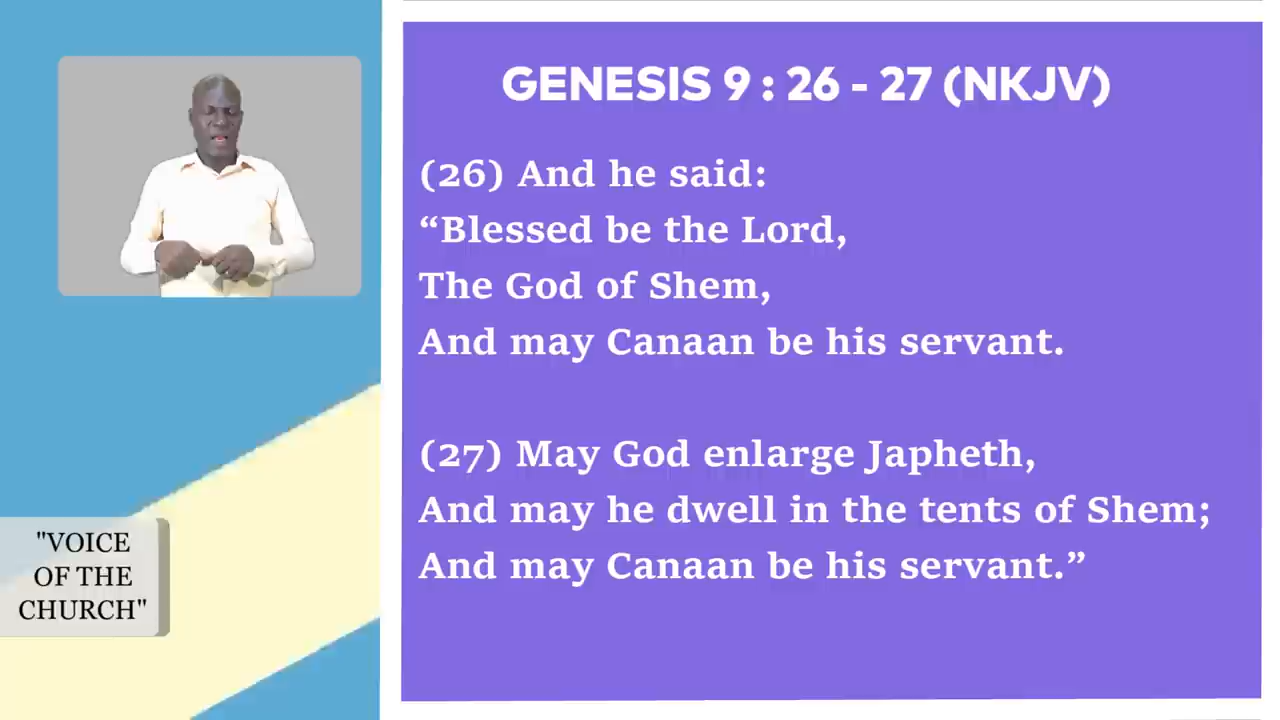 GENESIS 9 : 26 - 27 (NKJV)
(26) And he said:
“Blessed be the Lord,
The God of Shem,
And may Canaan be his servant.
(27) May God enlarge Japheth,
And may he dwell in the tents of Shem;
And may Canaan be his servant.”
"VOICE
OF THE
CHURCH"